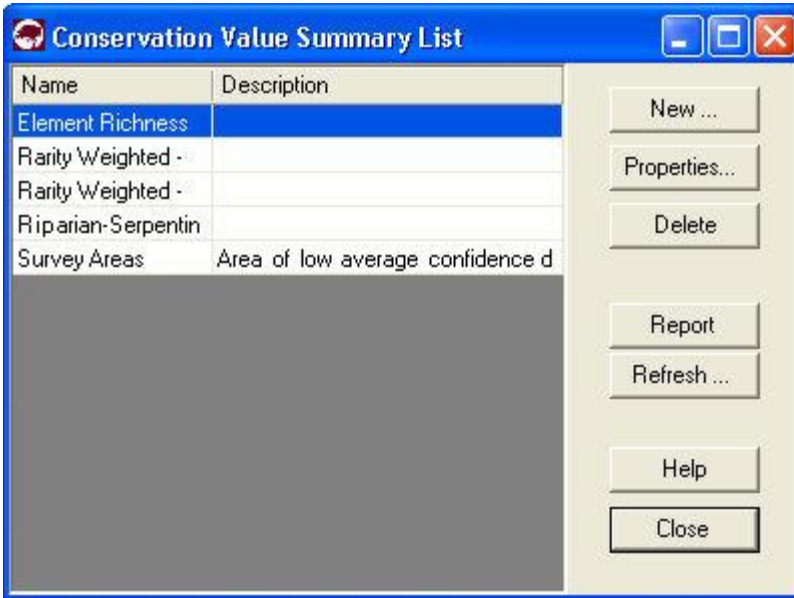 Conservation Value Summary List
Name Description
Element Richness
Rarity Weighted -
Rarity Weighted -
Riparian-Serpentin
Survey Areas Area of low average confidence d
New ...
Properties...
Delete
Report
Refresh ...
Help
Close